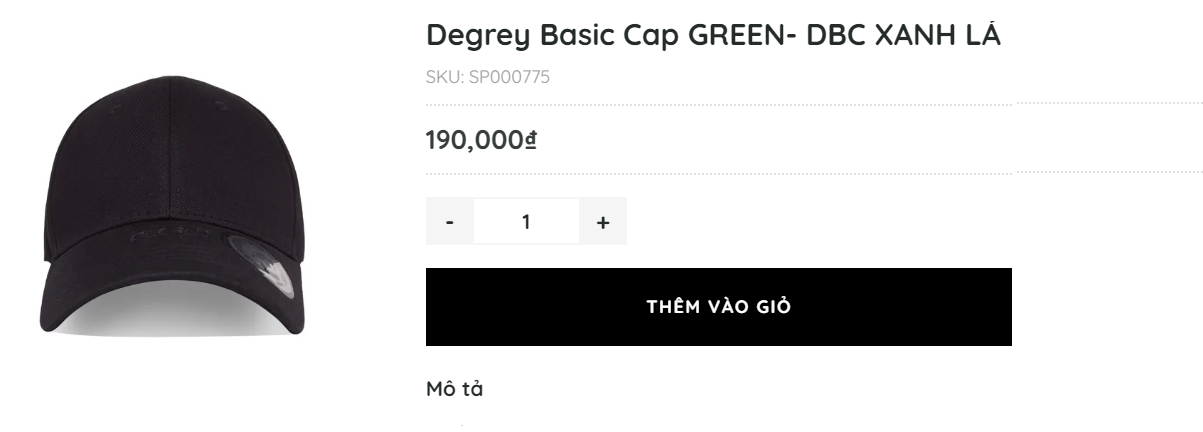 Degrey Basic Cap GREEN- DBC XANH LÁ
SKU: SP000775
190,000₫
- 1 +
THÊM VÀO GIỎ
Mô tả